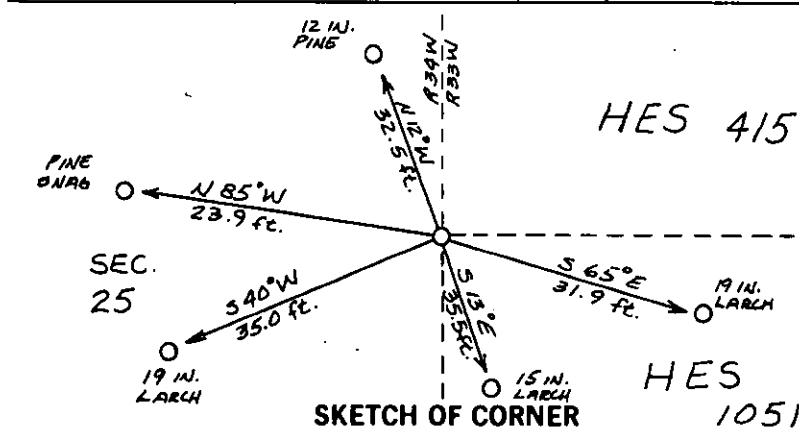 12 IN.
PINE
R34W
R33W
HES 415
N 12° W
32.5 ft.
PINE
SNAG
N 85° W
23.9 ft.
SEC.
25
S 40° W
35.0 ft.
S 13° E
35.5 ft.
S 65° E
31.9 ft.
19 IN.
LARCH
19 IN.
LARCH
15 IN.
LARCH
HES
1051
SKETCH OF CORNER